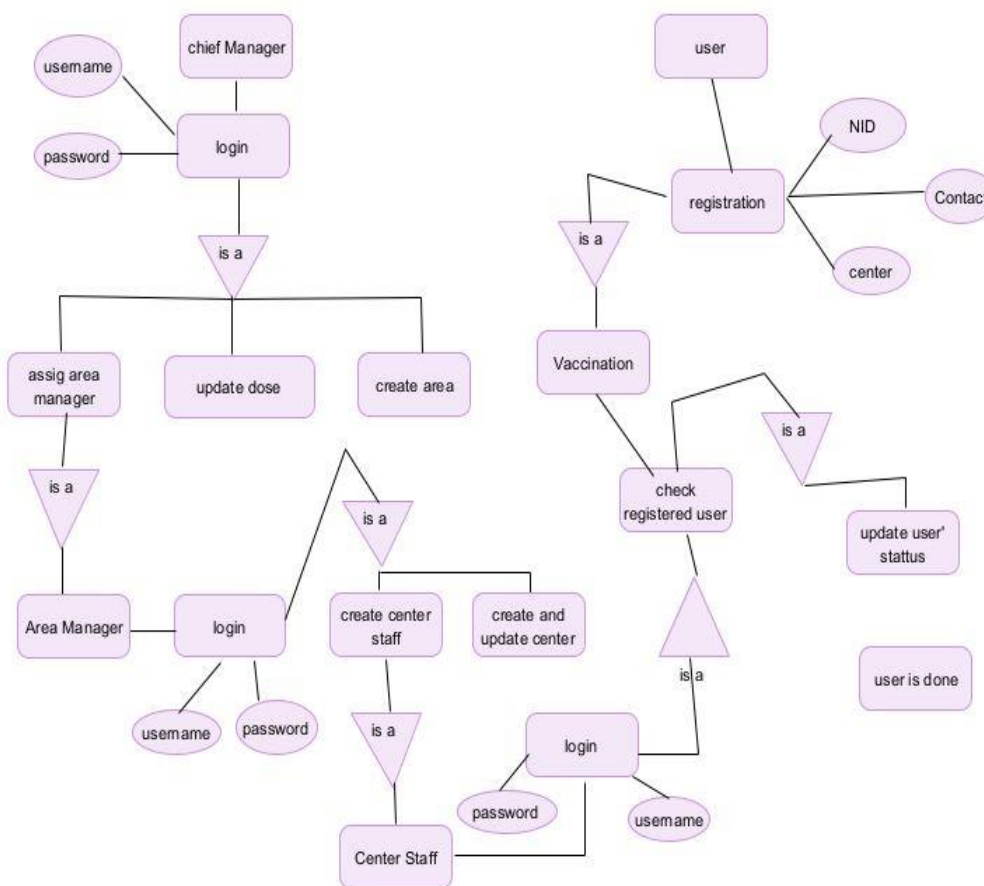 chief Manager
username
login
password
is a
assig area
manager
update dose
create area
is a
Area Manager
login
username
password
is a
create center
staff
create and
update center
is a
Center Staff
login
password
username
is a
user
registration
NID
Contact
center
is a
Vaccination
check
registered user
is a
update user'
stattus
user is done